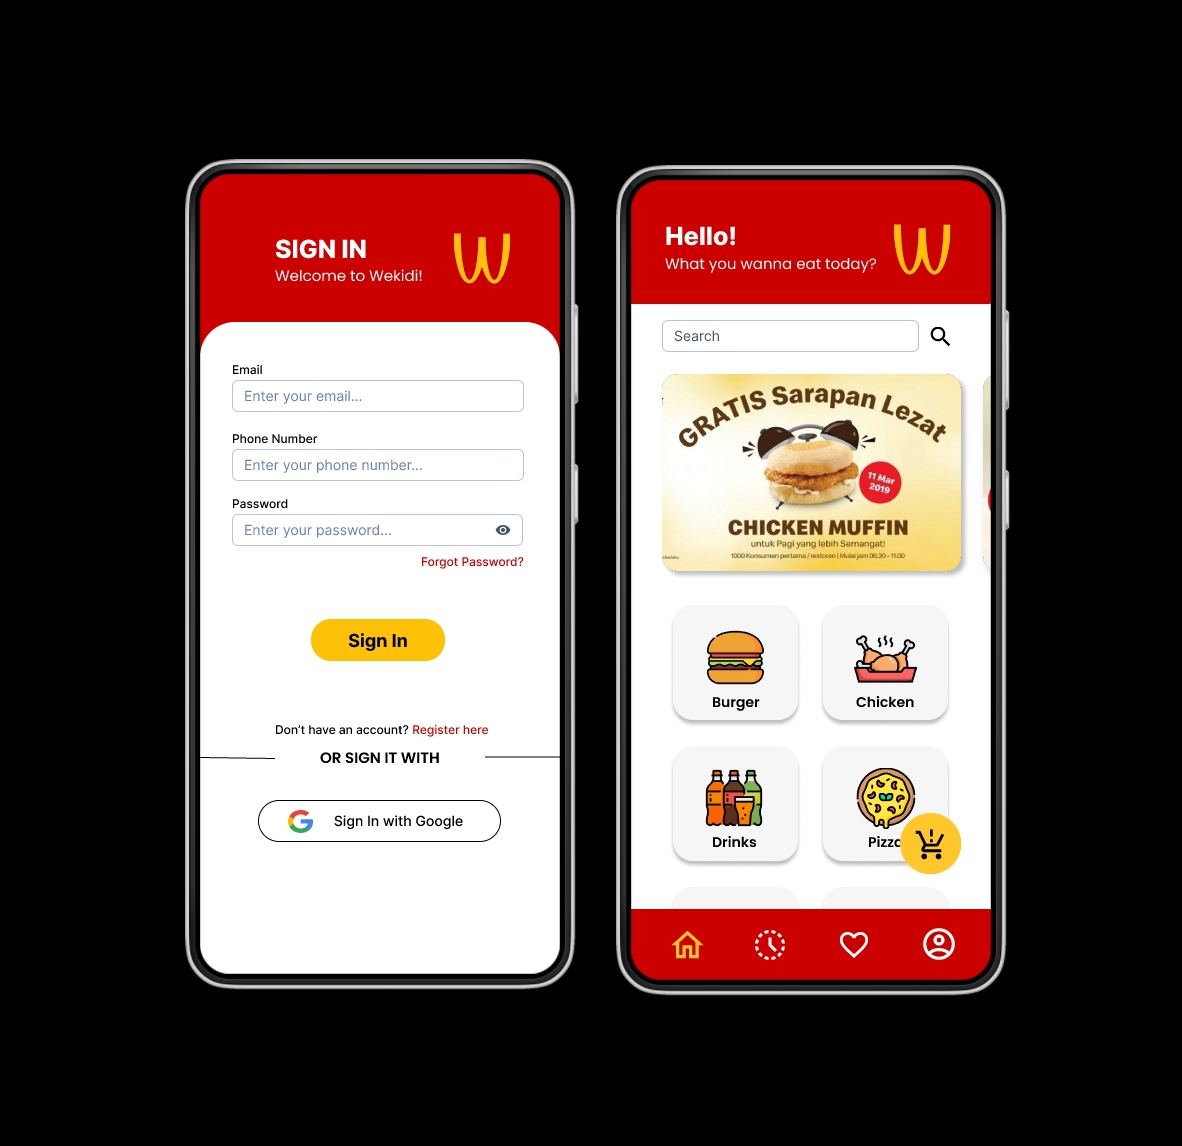 SIGN IN
Welcome to Wekidi!
Email
Enter your email...
Phone Number
Enter your phone number...
Password
Enter your password...
Forgot Password?
Sign In
Don't have an account? Register here
OR SIGN IT WITH
Sign In with Google
Hello!
What you wanna eat today?
Search
GRATIS Sarapan Lezat
11 Mar
2019
CHICKEN MUFFIN
untuk Pagi yang lebih Semangat!
1000 Konsumen pertama / restoran | Mulai jam 06.30 - 11.00
Burger
Chicken
Drinks
Pizza